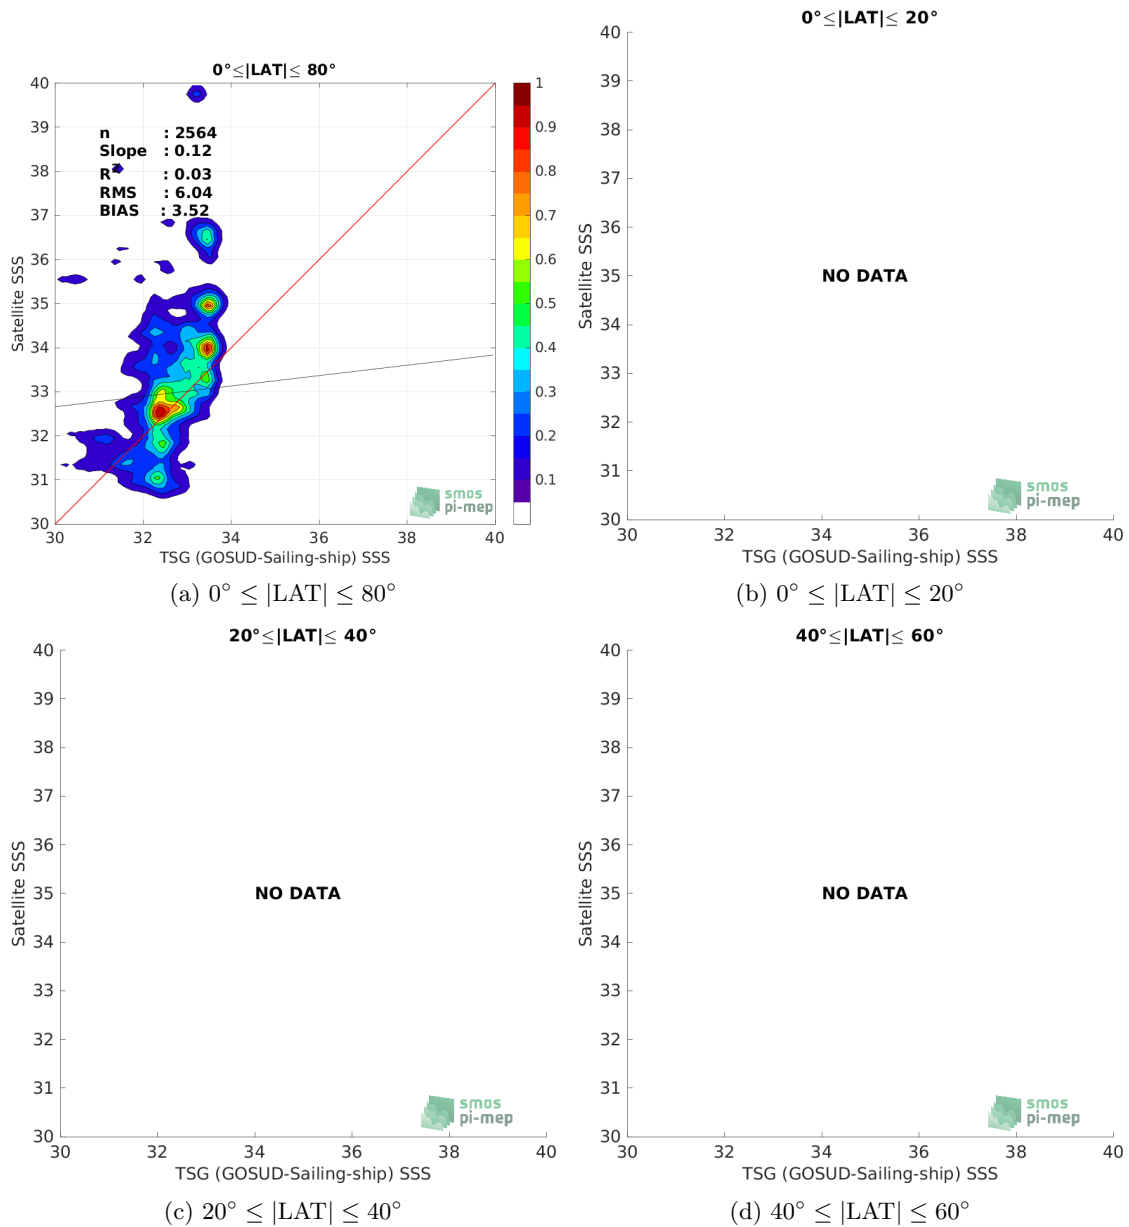 0°≤|LAT|≤ 80°
40
39
38
37
36
35
34
33
32
31
30
Satellite SSS
n : 2564
Slope : 0.12
R² : 0.03
RMS : 6.04
BIAS : 3.52
1
0.9
0.8
0.7
0.6
0.5
0.4
0.3
0.2
0.1
smos
pi-mep
30 32 34 36 38 40
TSG (GOSUD-Sailing-ship) SSS
(a) 0° ≤ |LAT| ≤ 80°
0°≤|LAT|≤ 20°
40
39
38
37
36
35
34
33
32
31
30
Satellite SSS
NO DATA
smos
pi-mep
30 32 34 36 38 40
TSG (GOSUD-Sailing-ship) SSS
(b) 0° ≤ |LAT| ≤ 20°
20°≤|LAT|≤ 40°
40
39
38
37
36
35
34
33
32
31
30
Satellite SSS
NO DATA
smos
pi-mep
30 32 34 36 38 40
TSG (GOSUD-Sailing-ship) SSS
(c) 20° ≤ |LAT| ≤ 40°
40°≤|LAT|≤ 60°
40
39
38
37
36
35
34
33
32
31
30
Satellite SSS
NO DATA
smos
pi-mep
30 32 34 36 38 40
TSG (GOSUD-Sailing-ship) SSS
(d) 40° ≤ |LAT| ≤ 60°